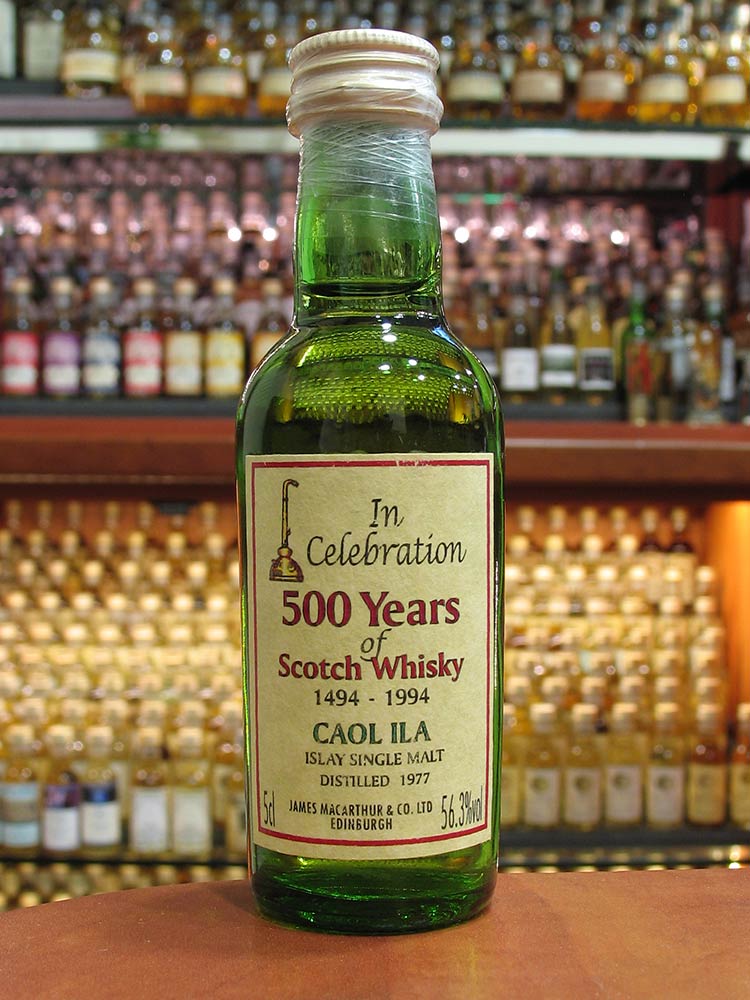 In
Celebration
500 Years
of
Scotch Whisky
1494 - 1994
CAOL ILA
ISLAY SINGLE MALT
DISTILLED 1977
5cl JAMES MACARTHUR & CO. LTD 56.3%vol
EDINBURGH